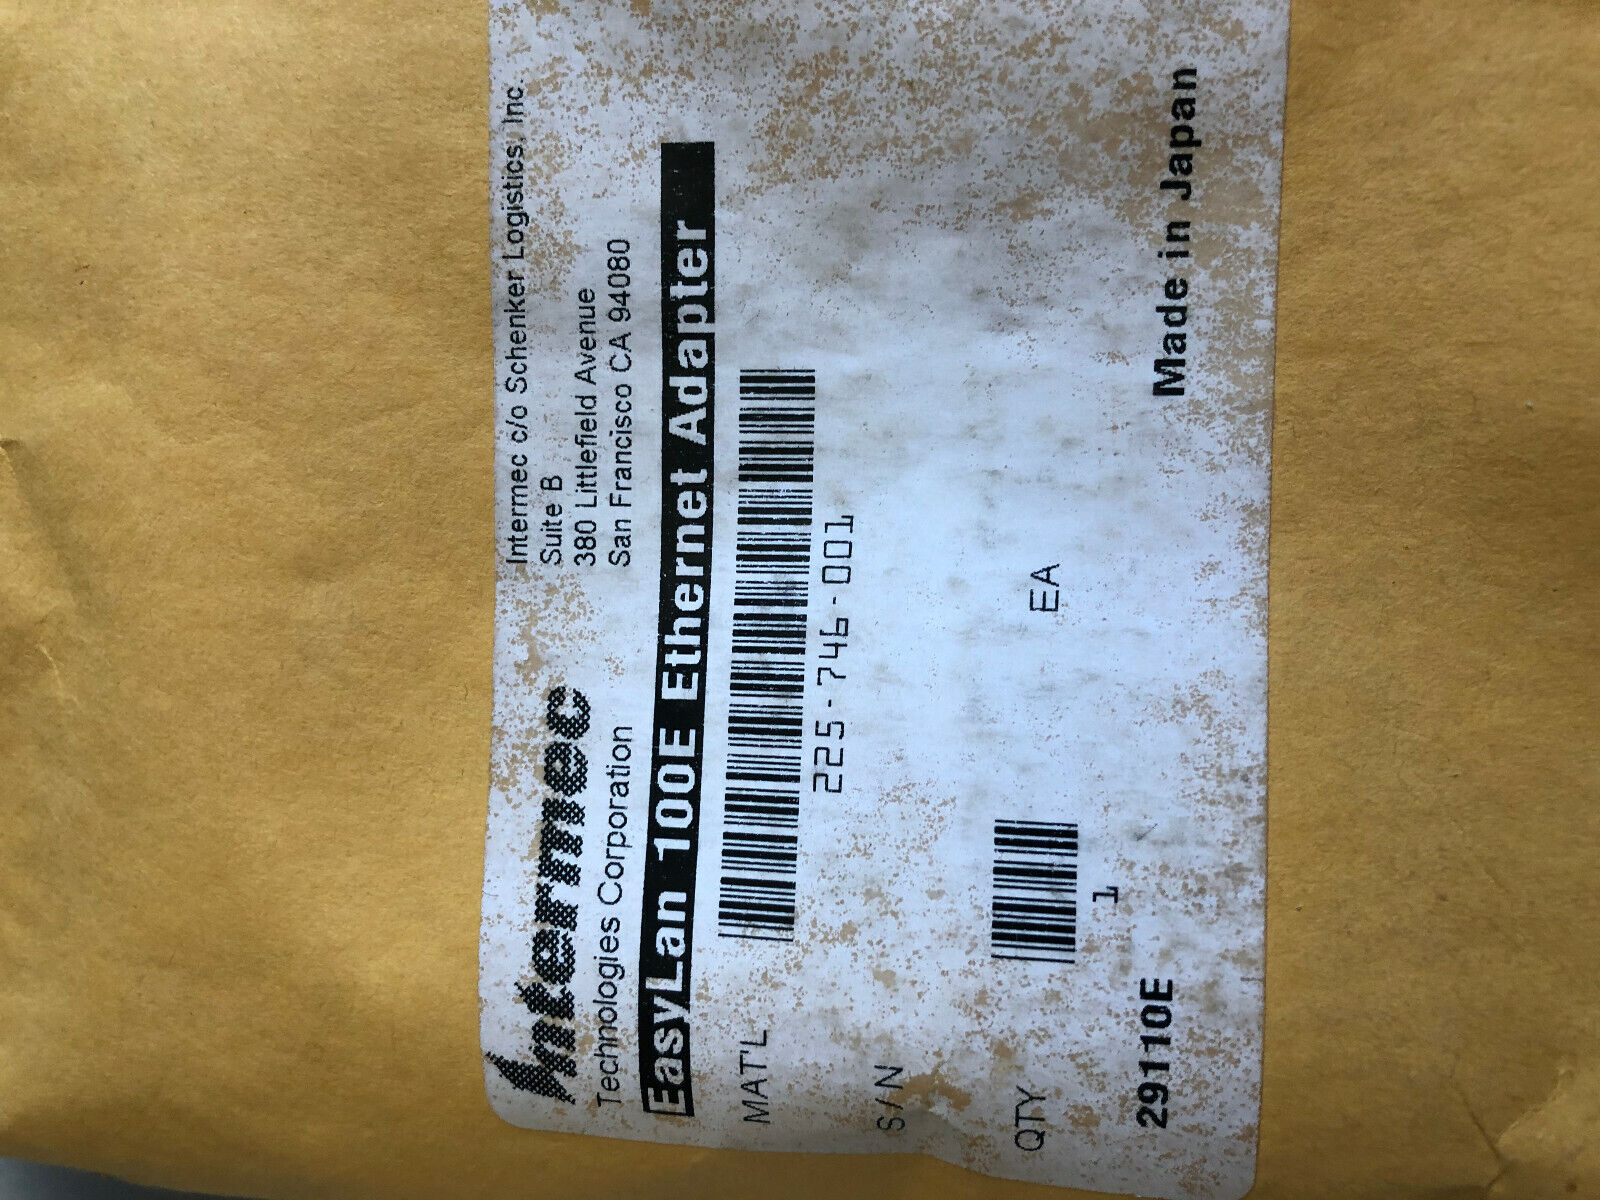 Intermec
Technologies Corporation
Intermec c/o Schenker Logistics, Inc.
Suite B
380 Littlefield Avenue
San Francisco CA 94080
EasyLan 100E Ethernet Adapter
MAT'L
225-746-001
S/N
QTY
1
EA
29110E
Made in Japan